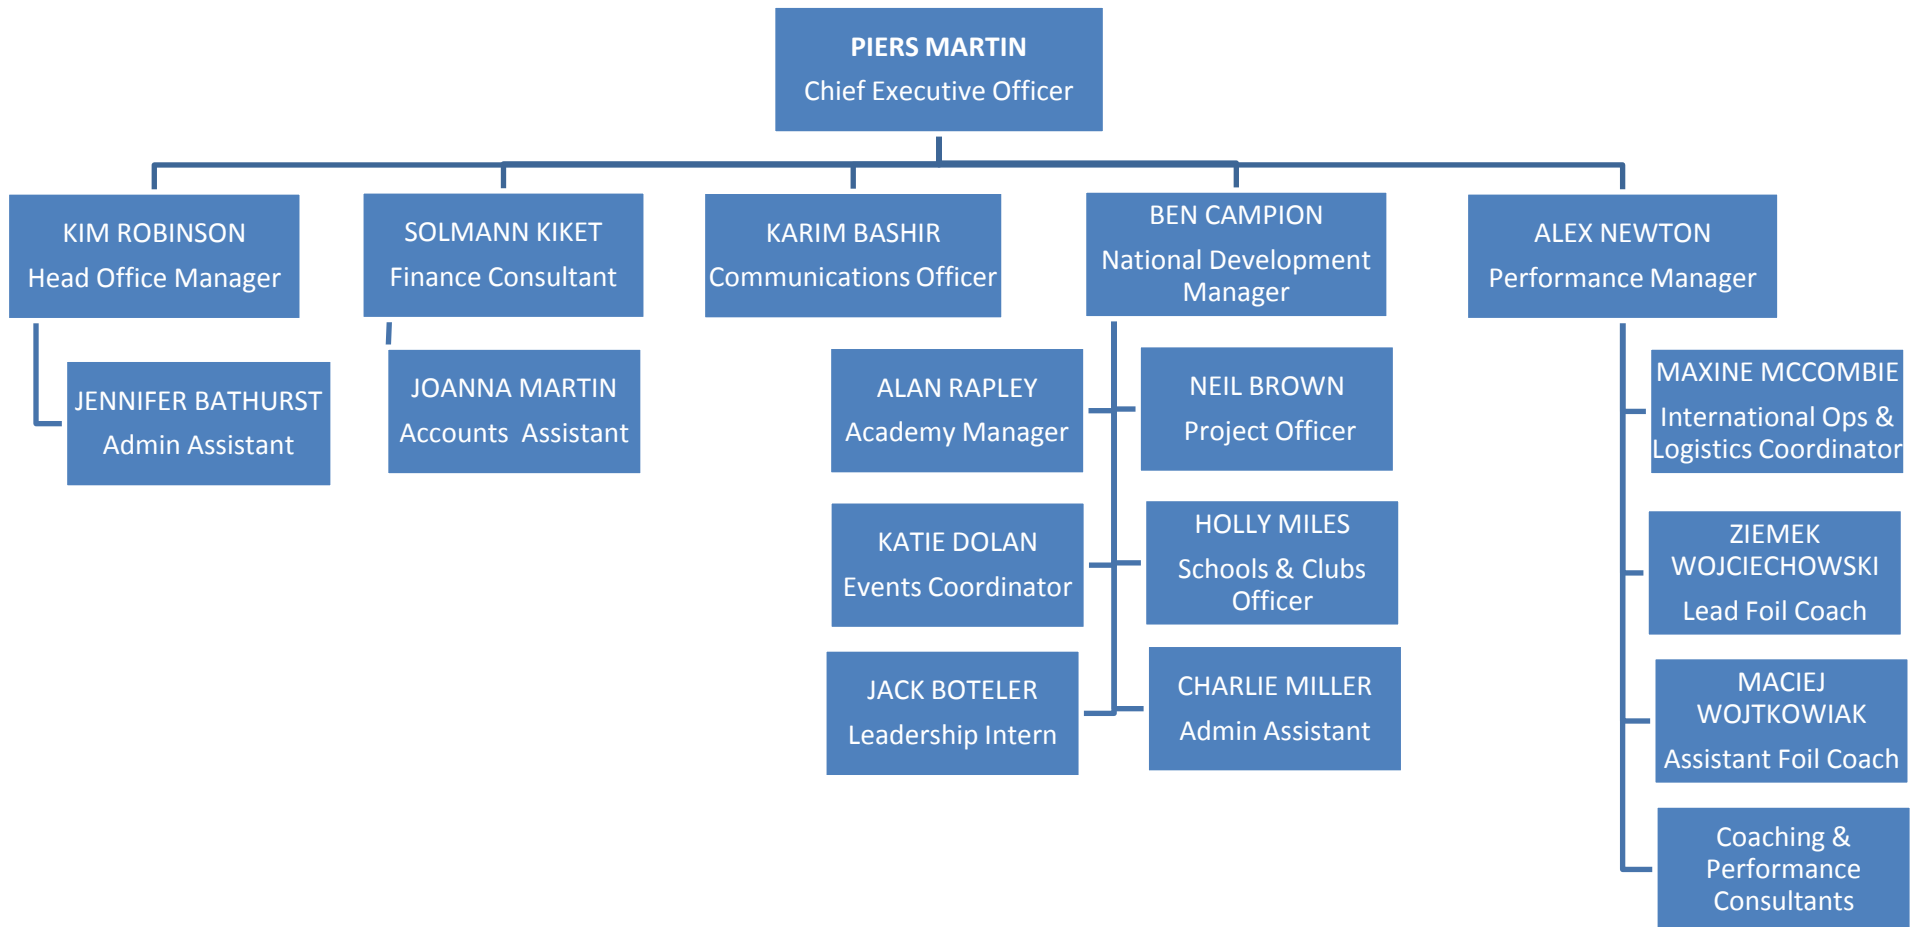 PIERS MARTIN
Chief Executive Officer
KIM ROBINSON
Head Office Manager
SOLMANN KIKET
Finance Consultant
KARIM BASHIR
Communications Officer
BEN CAMPION
National Development
Manager
ALEX NEWTON
Performance Manager
JENNIFER BATHURST
Admin Assistant
JOANNA MARTIN
Accounts  Assistant
ALAN RAPLEY
Academy Manager
NEIL BROWN
Project Officer
KATIE DOLAN
Events Coordinator
HOLLY MILES
Schools & Clubs
Officer
JACK BOTELER
Leadership Intern
CHARLIE MILLER
Admin Assistant
MAXINE MCCOMBIE
International Ops &
Logistics Coordinator
ZIEMEK
WOJCIECHOWSKI
Lead Foil Coach
MACIEJ
WOJTKOWIAK
Assistant Foil Coach
Coaching &
Performance
Consultants